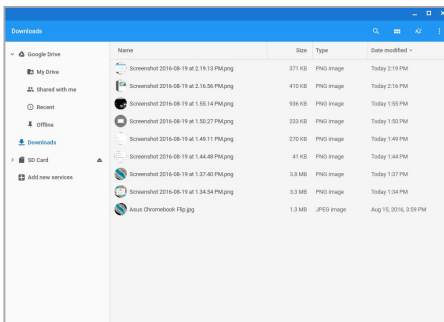 Downloads
Google Drive
My Drive
Shared with me
Recent
Offline
Downloads
SD Card
Add new services
Name Size Type Date modified
Screenshot 2016-08-19 at 2.19.13 PM.png 371 KB PNG image Today 2:19 PM
Screenshot 2016-08-19 at 2.16.56 PM.png 410 KB PNG image Today 2:16 PM
Screenshot 2016-08-19 at 1.55.14 PM.png 936 KB PNG image Today 1:55 PM
Screenshot 2016-08-19 at 1.50.27 PM.png 233 KB PNG image Today 1:50 PM
Screenshot 2016-08-19 at 1.49.11 PM.png 270 KB PNG image Today 1:49 PM
Screenshot 2016-08-19 at 1.44.48 PM.png 41 KB PNG image Today 1:44 PM
Screenshot 2016-08-19 at 1.37.40 PM.png 3.8 MB PNG image Today 1:37 PM
Screenshot 2016-08-19 at 1.34.54 PM.png 3.3 MB PNG image Today 1:34 PM
Asus Chromebook Flip.jpg 1.3 MB JPEG image Aug 15, 2016, 3:59 PM